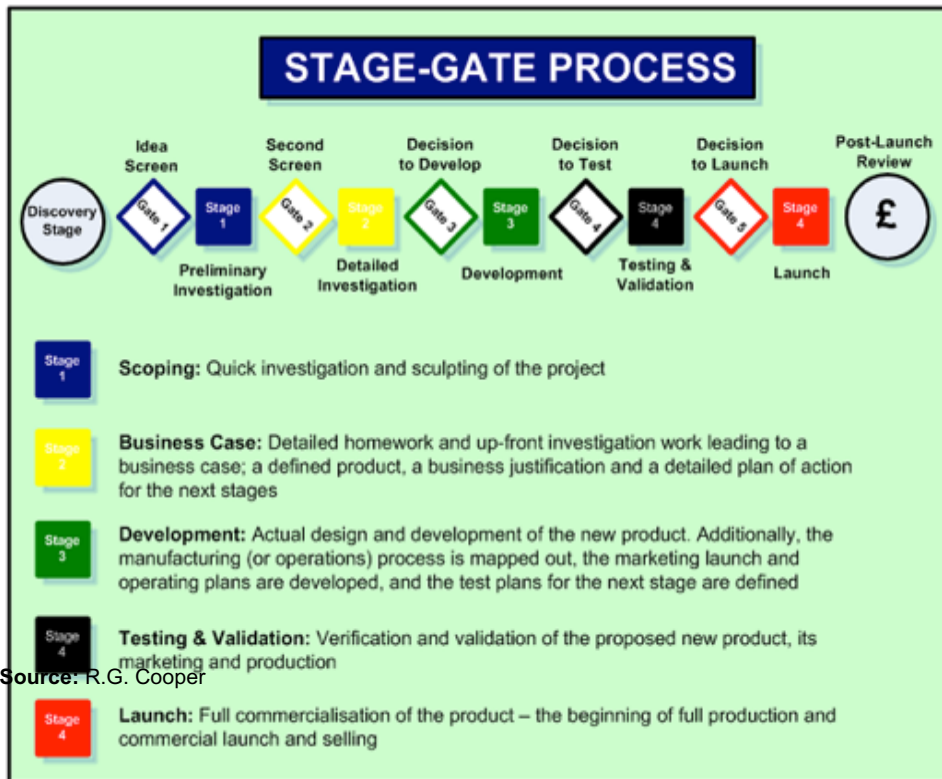 STAGE-GATE PROCESS
Idea
Screen
Second
Screen
Decision
to Develop
Decision
to Test
Decision
to Launch
Post-Launch
Review
Discovery
Stage
Gate 1
Stage
1
Gate 2
Stage
2
Gate 3
Stage
3
Gate 4
Stage
4
Gate 5
Stage
4
£
Preliminary
Investigation
Detailed
Investigation
Development
Testing &
Validation
Launch
Stage
1
Scoping: Quick investigation and sculpting of the project
Stage
2
Business Case: Detailed homework and up-front investigation work leading to a
business case; a defined product, a business justification and a detailed plan of action
for the next stages
Stage
3
Development: Actual design and development of the new product. Additionally, the
manufacturing (or operations) process is mapped out, the marketing launch and
operating plans are developed, and the test plans for the next stage are defined
Stage
4
Testing & Validation: Verification and validation of the proposed new product, its
marketing and production
Source: R.G. Cooper
Stage
4
Launch: Full commercialisation of the product – the beginning of full production and
commercial launch and selling